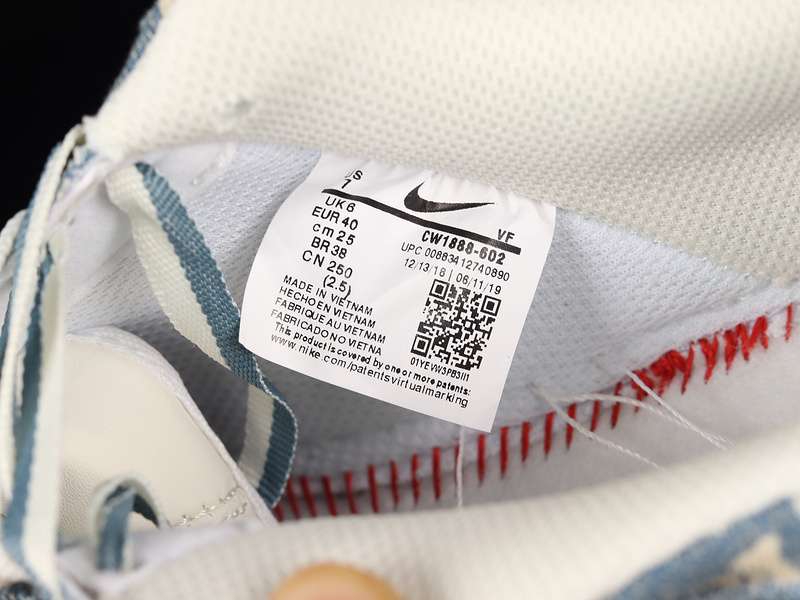 US
7
UK 6
EUR 40
cm 25
BR 38
CN 250
(2.5)
VF
CW1888-602
UPC 00883412740890
12/13/18 | 06/11/19
MADE IN VIETNAM
HECHO EN VIETNAM
FABRIQUE AU VIETNAM
FABRICADO NO VIETNA
This product is covered by one or more patents:
www.nike.com/patentsvirtualmarking